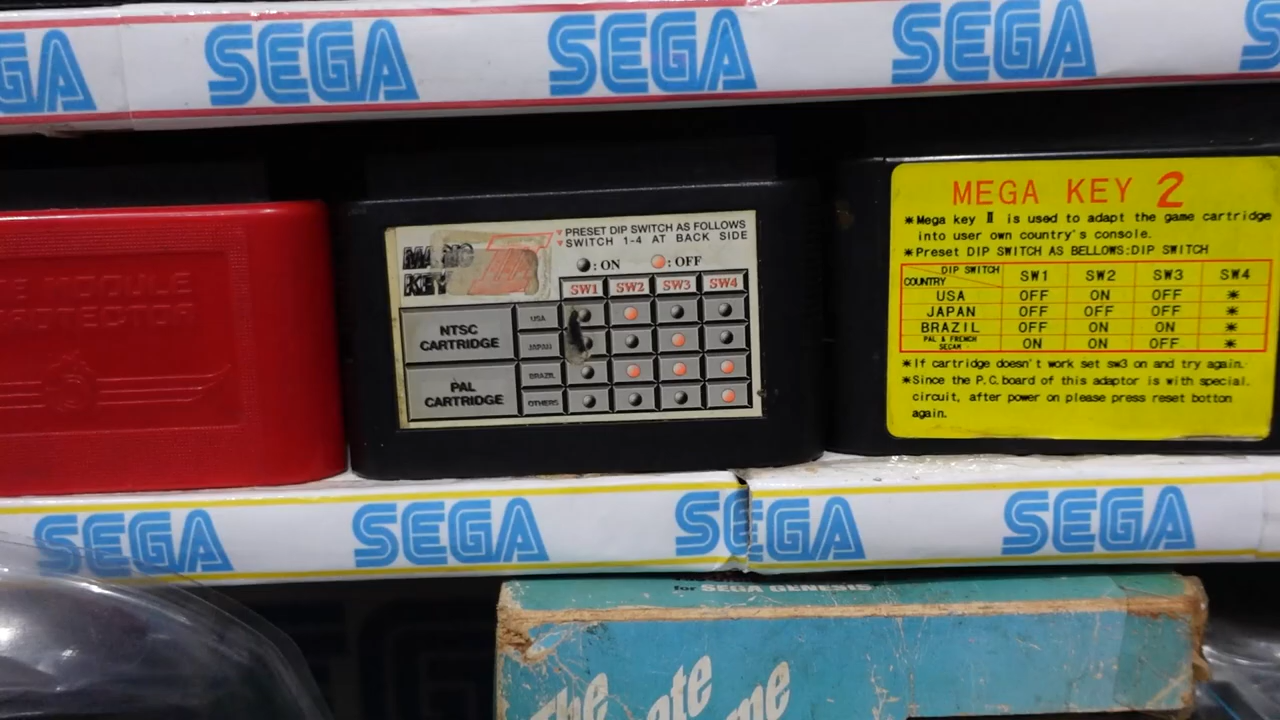 SEGA SEGA SEGA
MODULE
PRESET DIP SWITCH AS FOLLOWS
SWITCH 1-4 AT BACK SIDE
KEY
: ON : OFF
SW1 SW2 SW3 SW4
NTSC
CARTRIDGE
USA
JAPAN
PAL
CARTRIDGE
BRAZIL
OTHERS
MEGA KEY 2
*Mega key II is used to adapt the game cartridge
into user own country's console.
*Preset DIP SWITCH AS BELLOWS:DIP SWITCH
DIP SWITCH
COUNTRY SW1 SW2 SW3 SW4
USA OFF ON OFF *
JAPAN OFF OFF OFF *
BRAZIL OFF ON ON *
PAL & FRENCH
SECAM ON ON OFF *
*If cartridge doesn't work set sw3 on and try again.
*Since the P.C.board of this adaptor is with special.
circuit, after power on please press reset botton
again.
SEGA SEGA SEGA SEGA
for SEGA GENESIS
The